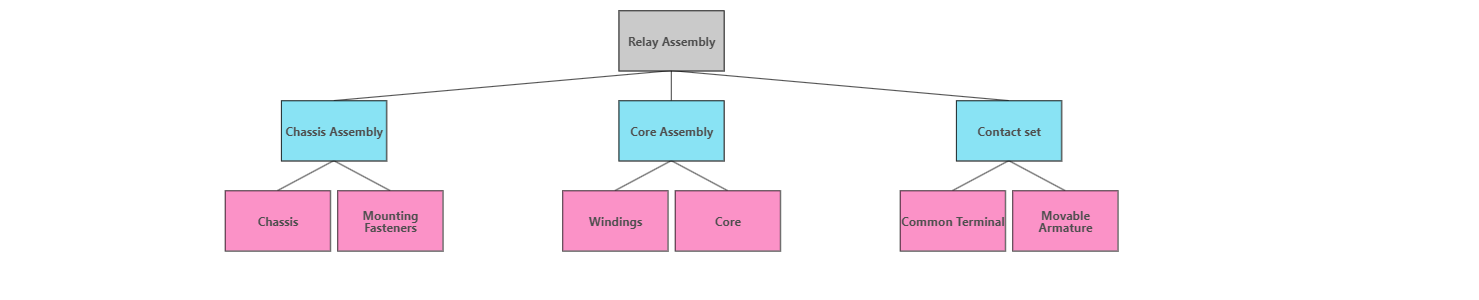 Relay Assembly
Chassis Assembly
Core Assembly
Contact set
Chassis
Mounting
Fasteners
Windings
Core
Common Terminal
Movable
Armature